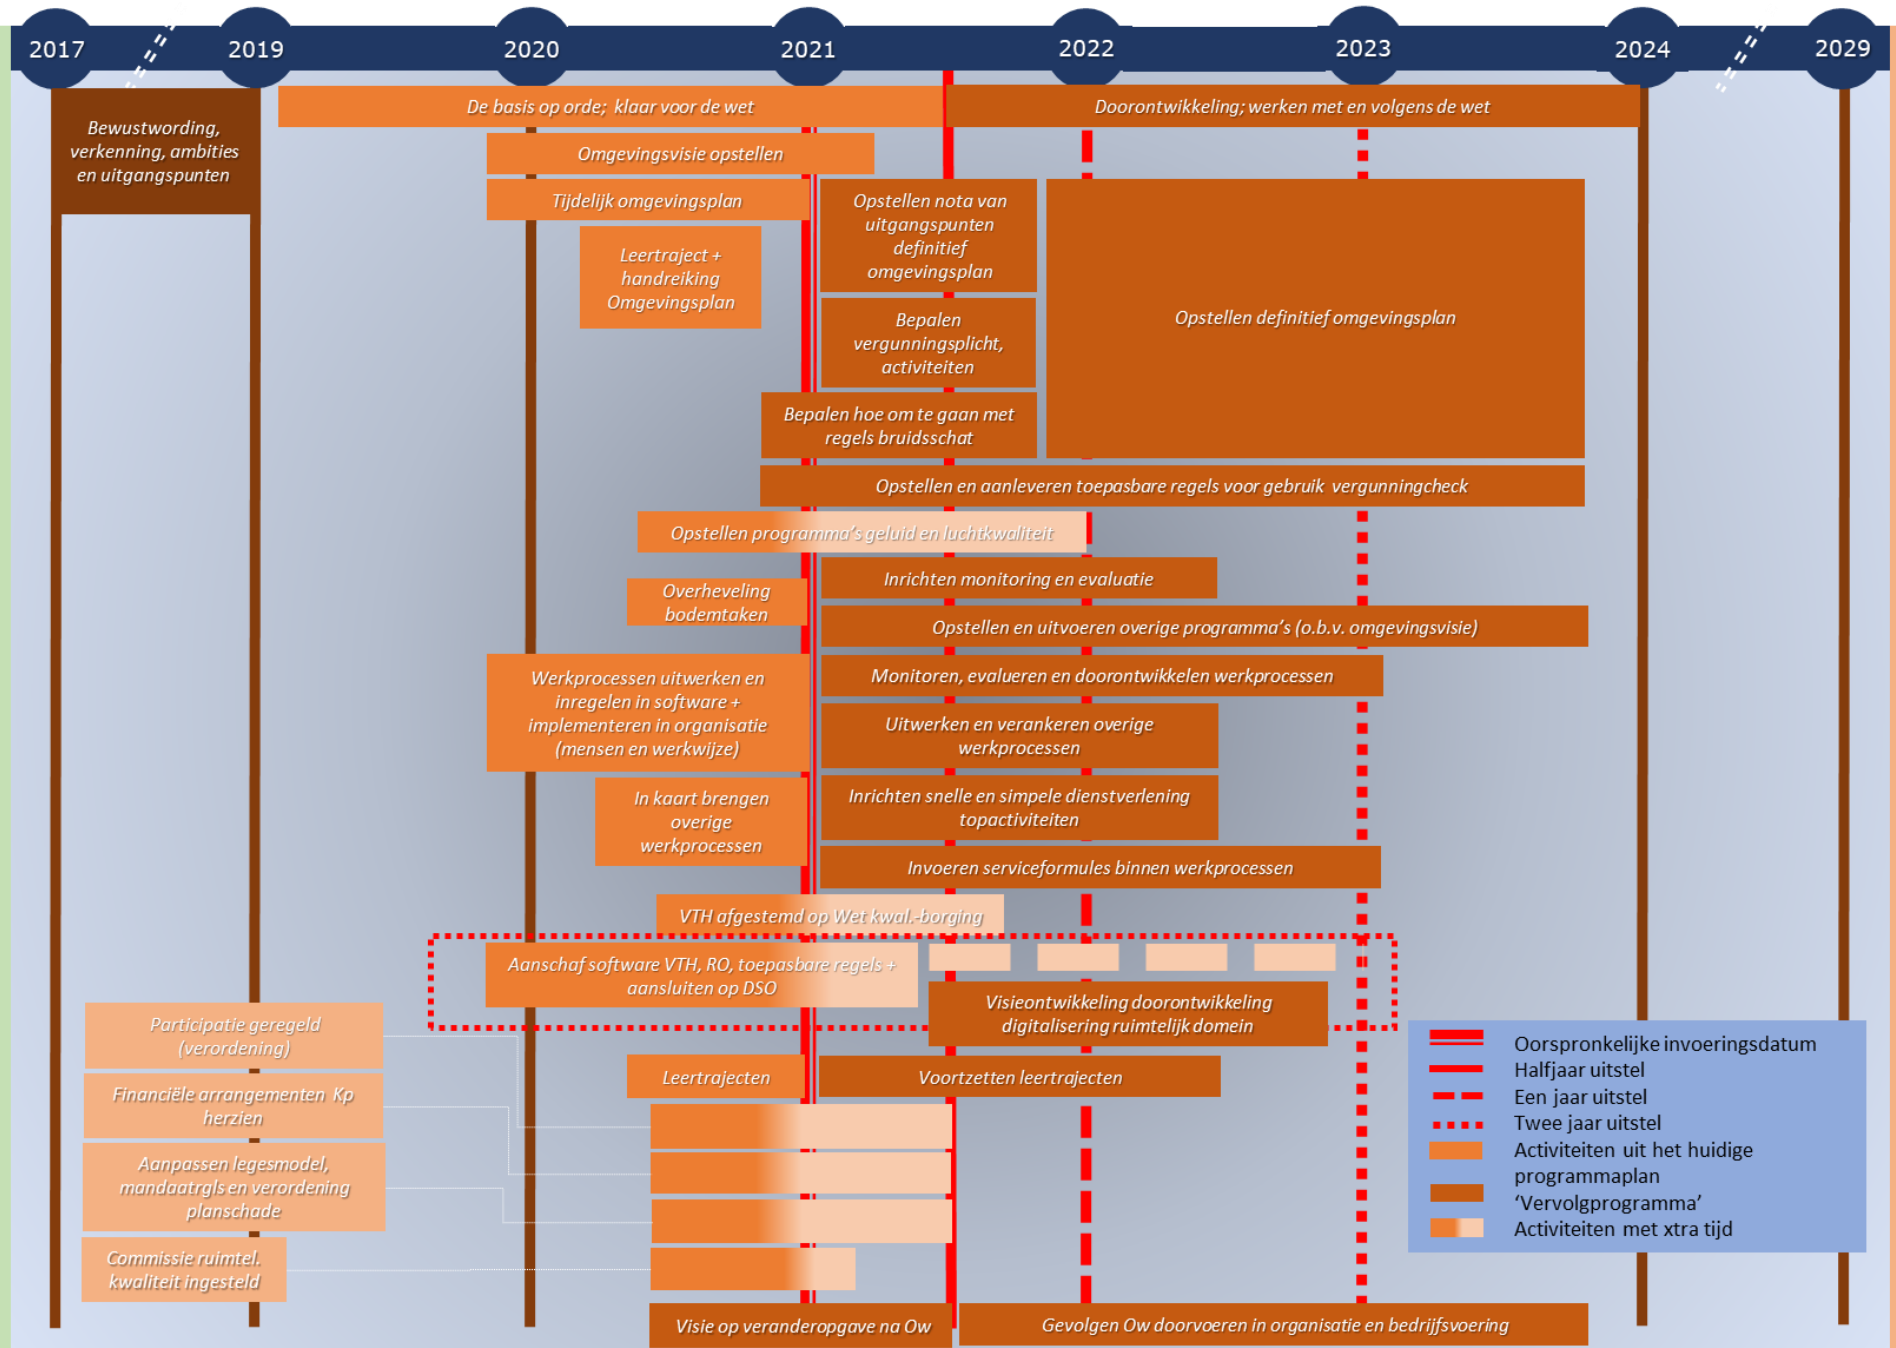 2017
2019
2020
2021
2022
2023
2024
2029
De basis op orde; klaar voor de wet
Doorontwikkeling; werken met en volgens de wet
Bewustwording,
verkenning, ambities
en uitgangspunten
Omgevingsvisie opstellen
Tijdelijk omgevingsplan
Leertraject +
handreiking
Omgevingsplan
Opstellen nota van
uitgangspunten
definitief
omgevingsplan
Bepalen
vergunningsplicht,
activiteiten
Opstellen definitief omgevingsplan
Bepalen hoe om te gaan met
regels bruidsschat
Opstellen en aanleveren toepasbare regels voor gebruik vergunningcheck
Opstellen programma's geluid en luchtkwaliteit
Inrichten monitoring en evaluatie
Overheveling
bodemtaken
Opstellen en uitvoeren overige programma's (o.b.v. omgevingsvisie)
Werkprocessen uitwerken en
inregelen in software +
implementeren in organisatie
(mensen en werkwijze)
Monitoren, evalueren en doorontwikkelen werkprocessen
Uitwerken en verankeren overige
werkprocessen
In kaart brengen
overige
werkprocessen
Inrichten snelle en simpele dienstverlening
topactiviteiten
Invoeren serviceformules binnen werkprocessen
VTH afgestemd op Wet kwal.-borging
Aanschaf software VTH, RO, toepasbare regels +
aansluiten op DSO
Visieontwikkeling doorontwikkeling
digitalisering ruimtelijk domein
Participatie geregeld
(verordening)
Leertrajecten
Voortzetten leertrajecten
Financiële arrangementen Kp
herzien
Aanpassen legesmodel,
mandaatrgls en verordening
planschade
Commissie ruimtel.
kwaliteit ingesteld
Visie op veranderopgave na Ow
Gevolgen Ow doorvoeren in organisatie en bedrijfsvoering
Oorspronkelijke invoeringsdatum
Halfjaar uitstel
Een jaar uitstel
Twee jaar uitstel
Activiteiten uit het huidige
programmaplan
'Vervolgprogramma'
Activiteiten met xtra tijd